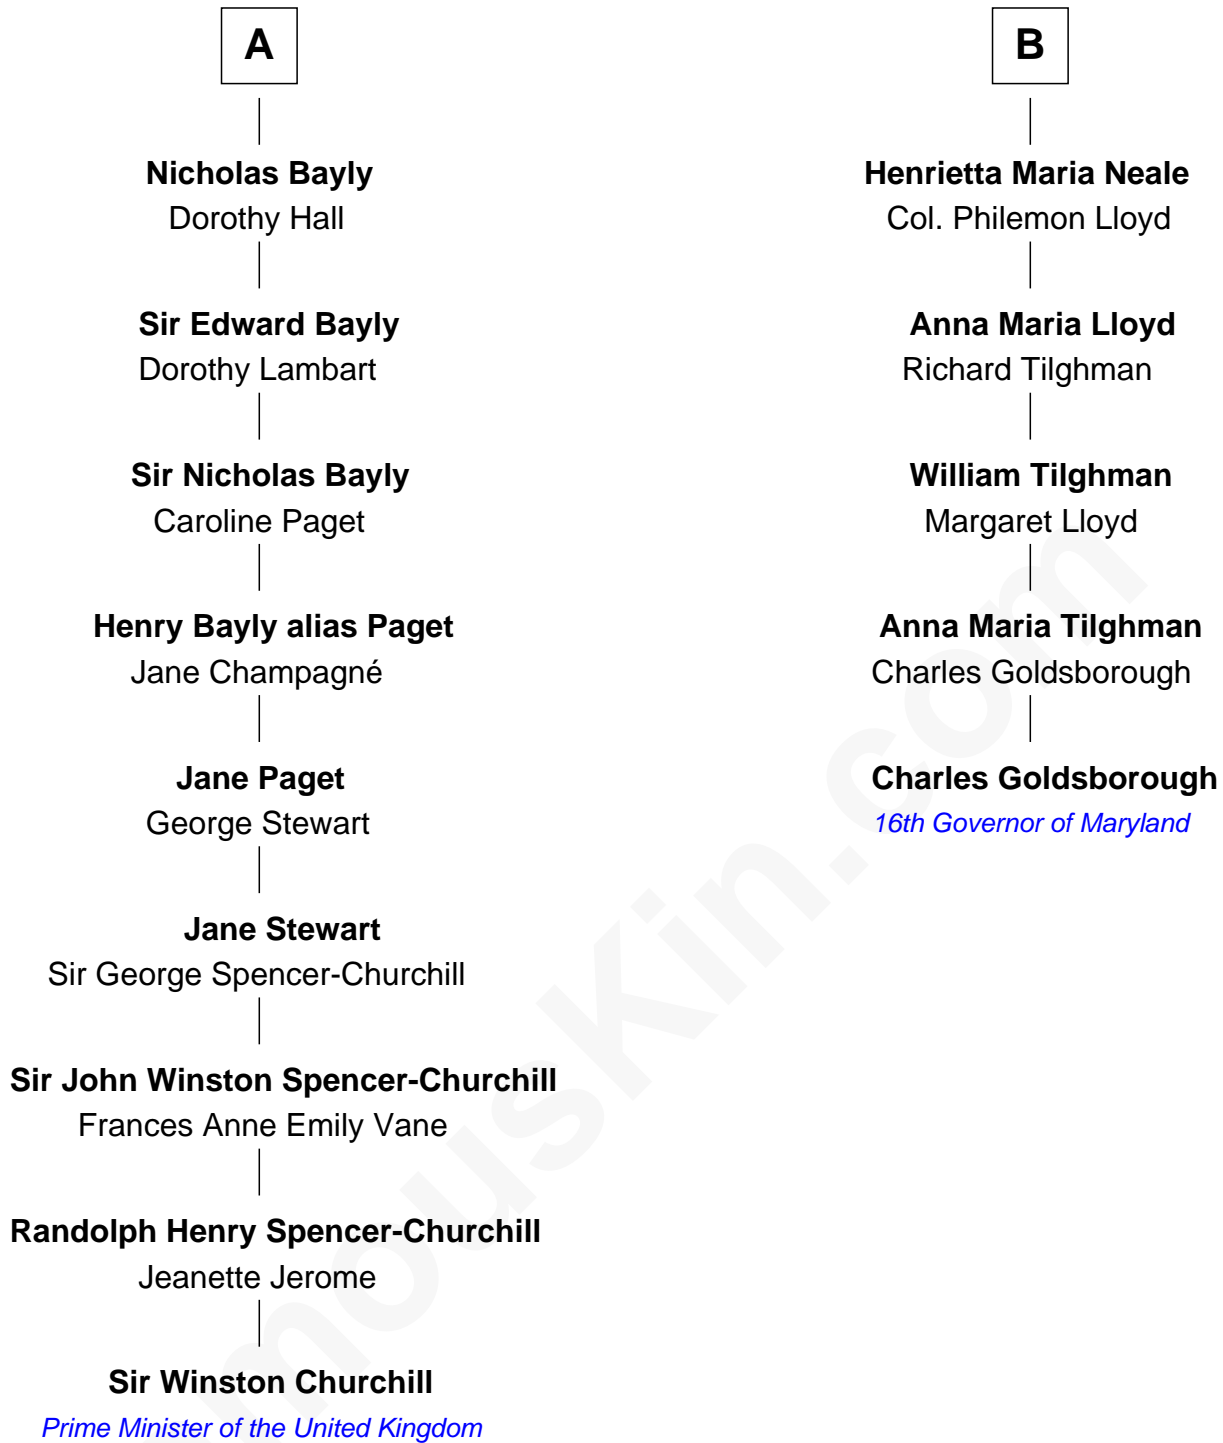 A
Nicholas Bayly
Dorothy Hall
Sir Edward Bayly
Dorothy Lambart
Sir Nicholas Bayly
Caroline Paget
Henry Bayly alias Paget
Jane Champagné
Jane Paget
George Stewart
Jane Stewart
Sir George Spencer-Churchill
Sir John Winston Spencer-Churchill
Frances Anne Emily Vane
Randolph Henry Spencer-Churchill
Jeanette Jerome
Sir Winston Churchill
Prime Minister of the United Kingdom
B
Henrietta Maria Neale
Col. Philemon Lloyd
Anna Maria Lloyd
Richard Tilghman
William Tilghman
Margaret Lloyd
Anna Maria Tilghman
Charles Goldsborough
Charles Goldsborough
16th Governor of Maryland
mousKin.com